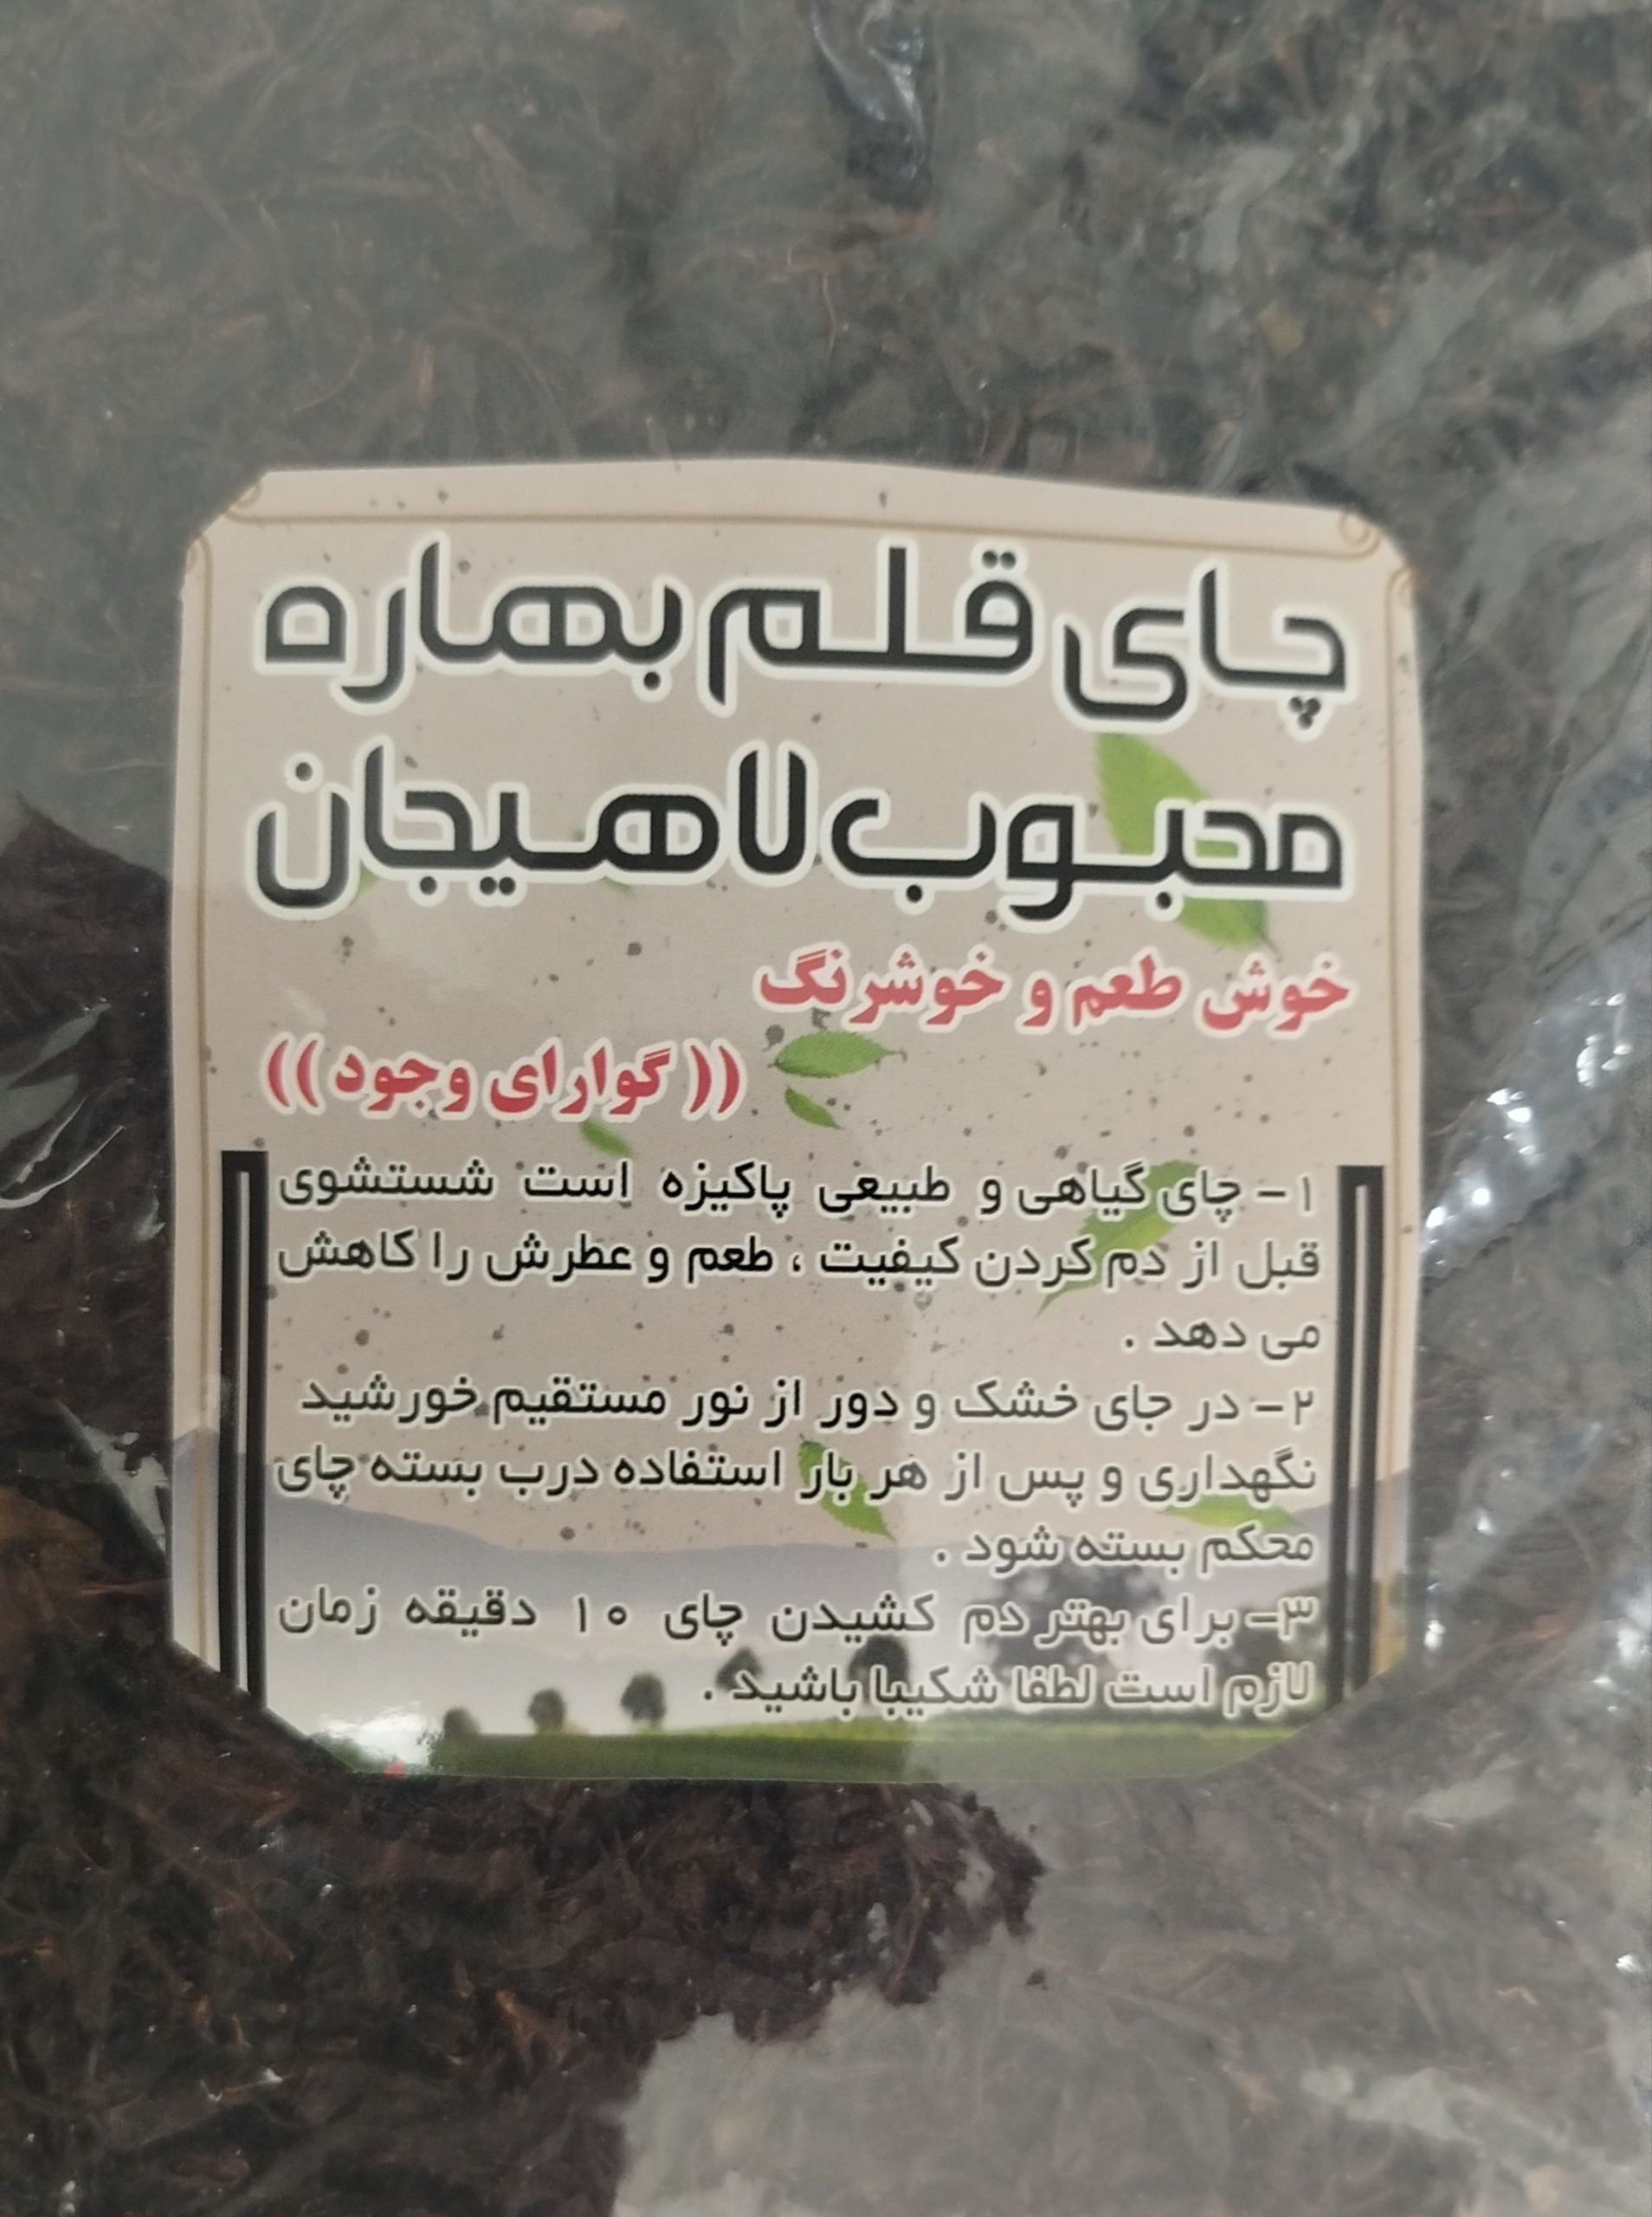 چای قلم بهاره
محبوب لاهیجان
خوش طعم و خوشرنگ
(( گوارای وجود ))
۱- چای گیاهی و طبیعی پاکیزه است شستشوی
قبل از دم کردن کیفیت ، طعم و عطرش را کاهش
می دهد .
۲- در جای خشک و دور از نور مستقیم خورشید
نگهداری و پس از هر بار استفاده درب بسته چای
محکم بسته شود .
۳- برای بهتر دم کشیدن چای ۱۰ دقیقه زمان
لازم است لطفا شکیبا باشید .